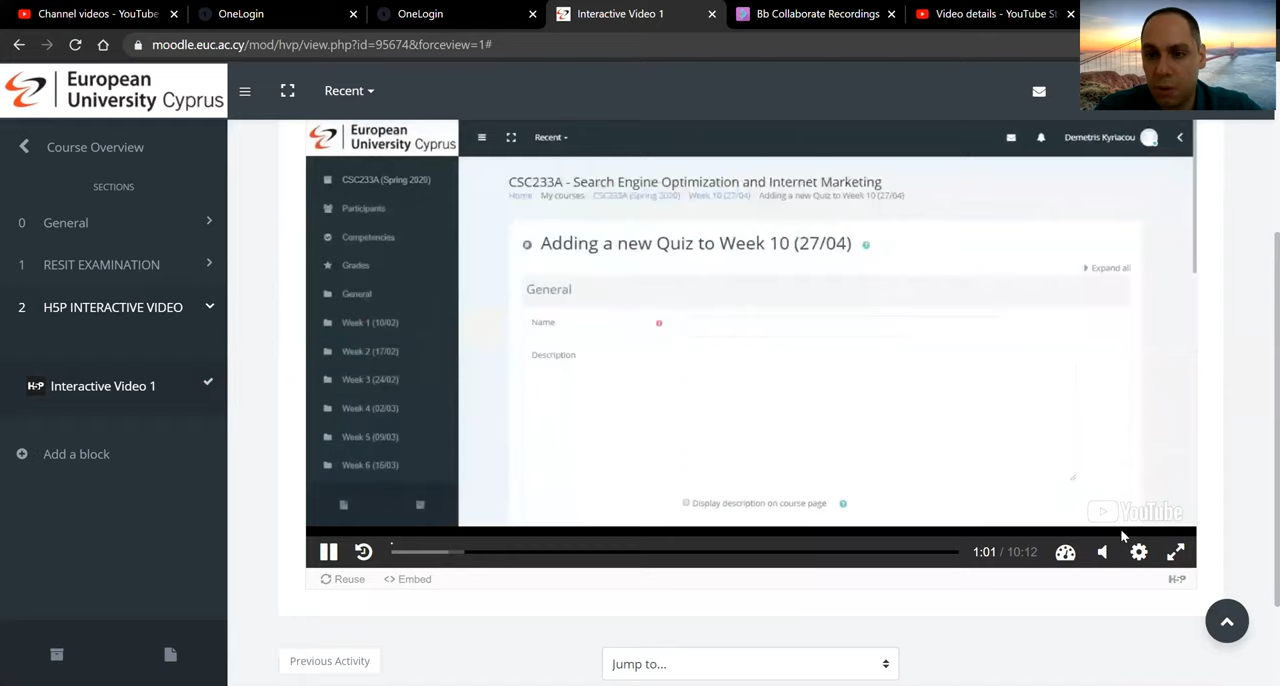 Channel videos - YouTube
OneLogin
OneLogin
Interactive Video 1
Bb Collaborate Recordings
Video details - YouTube St
moodle.euc.ac.cy/mod/hvp/view.php?id=95674&forceview=1#
European
University Cyprus
Recent
Course Overview
SECTIONS
0 General
1 RESIT EXAMINATION
2 H5P INTERACTIVE VIDEO
H5P Interactive Video 1
Add a block
European
University Cyprus
Recent
Demetris Kyriacou
CSC233A (Spring 2020)
Participants
Competencies
Grades
General
Week 1 (10/02)
Week 2 (17/02)
Week 3 (24/02)
Week 4 (02/03)
Week 5 (09/03)
Week 6 (16/03)
CSC233A - Search Engine Optimization and Internet Marketing
Home My courses CSC233A (Spring 2020) Week 10 (27/04) Adding a new Quiz to Week 10 (27/04)
Adding a new Quiz to Week 10 (27/04)
Expand all
General
Name
Description
Display description on course page
YouTube
1:01 / 10:12
Reuse
<> Embed
H5P
Previous Activity
Jump to...